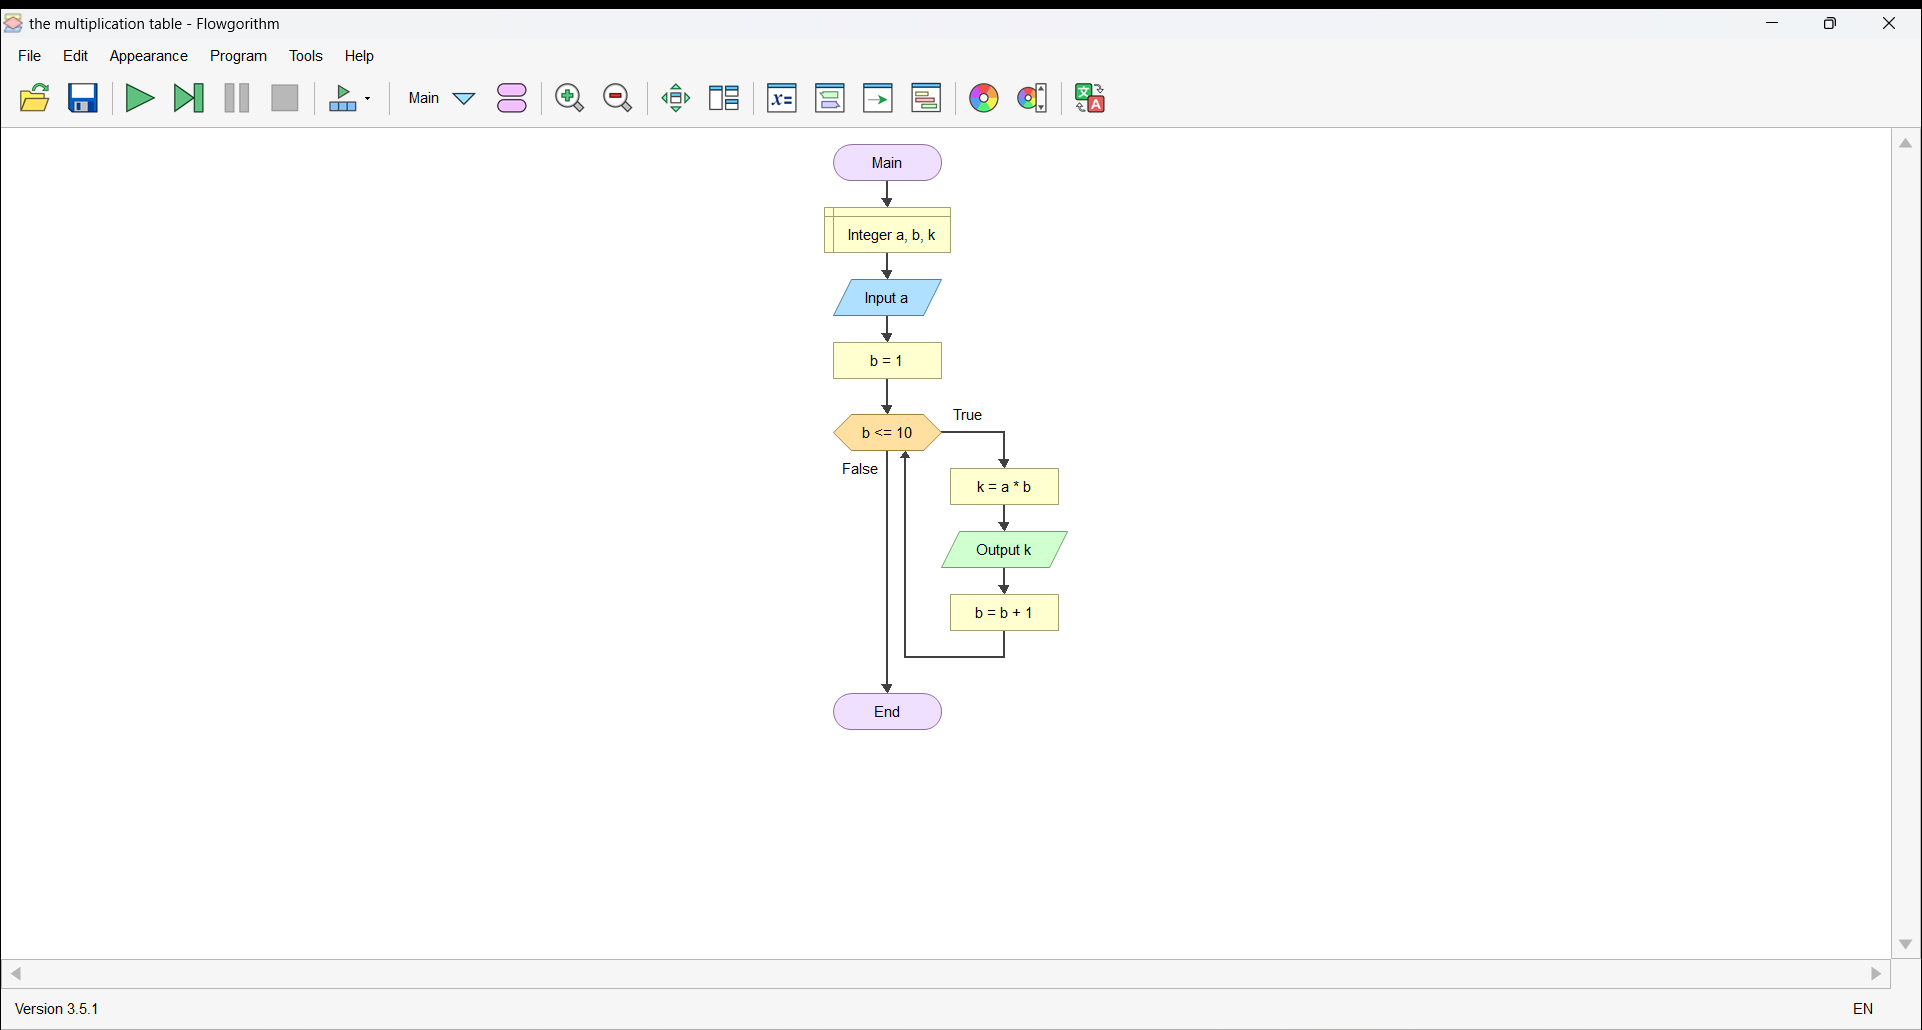 the multiplication table - Flowgorithm
File Edit Appearance Program Tools Help
Main
Main
Integer a, b, k
Input a
b = 1
True
b <= 10
False
k = a * b
Output k
b = b + 1
End
Version 3.5.1
EN